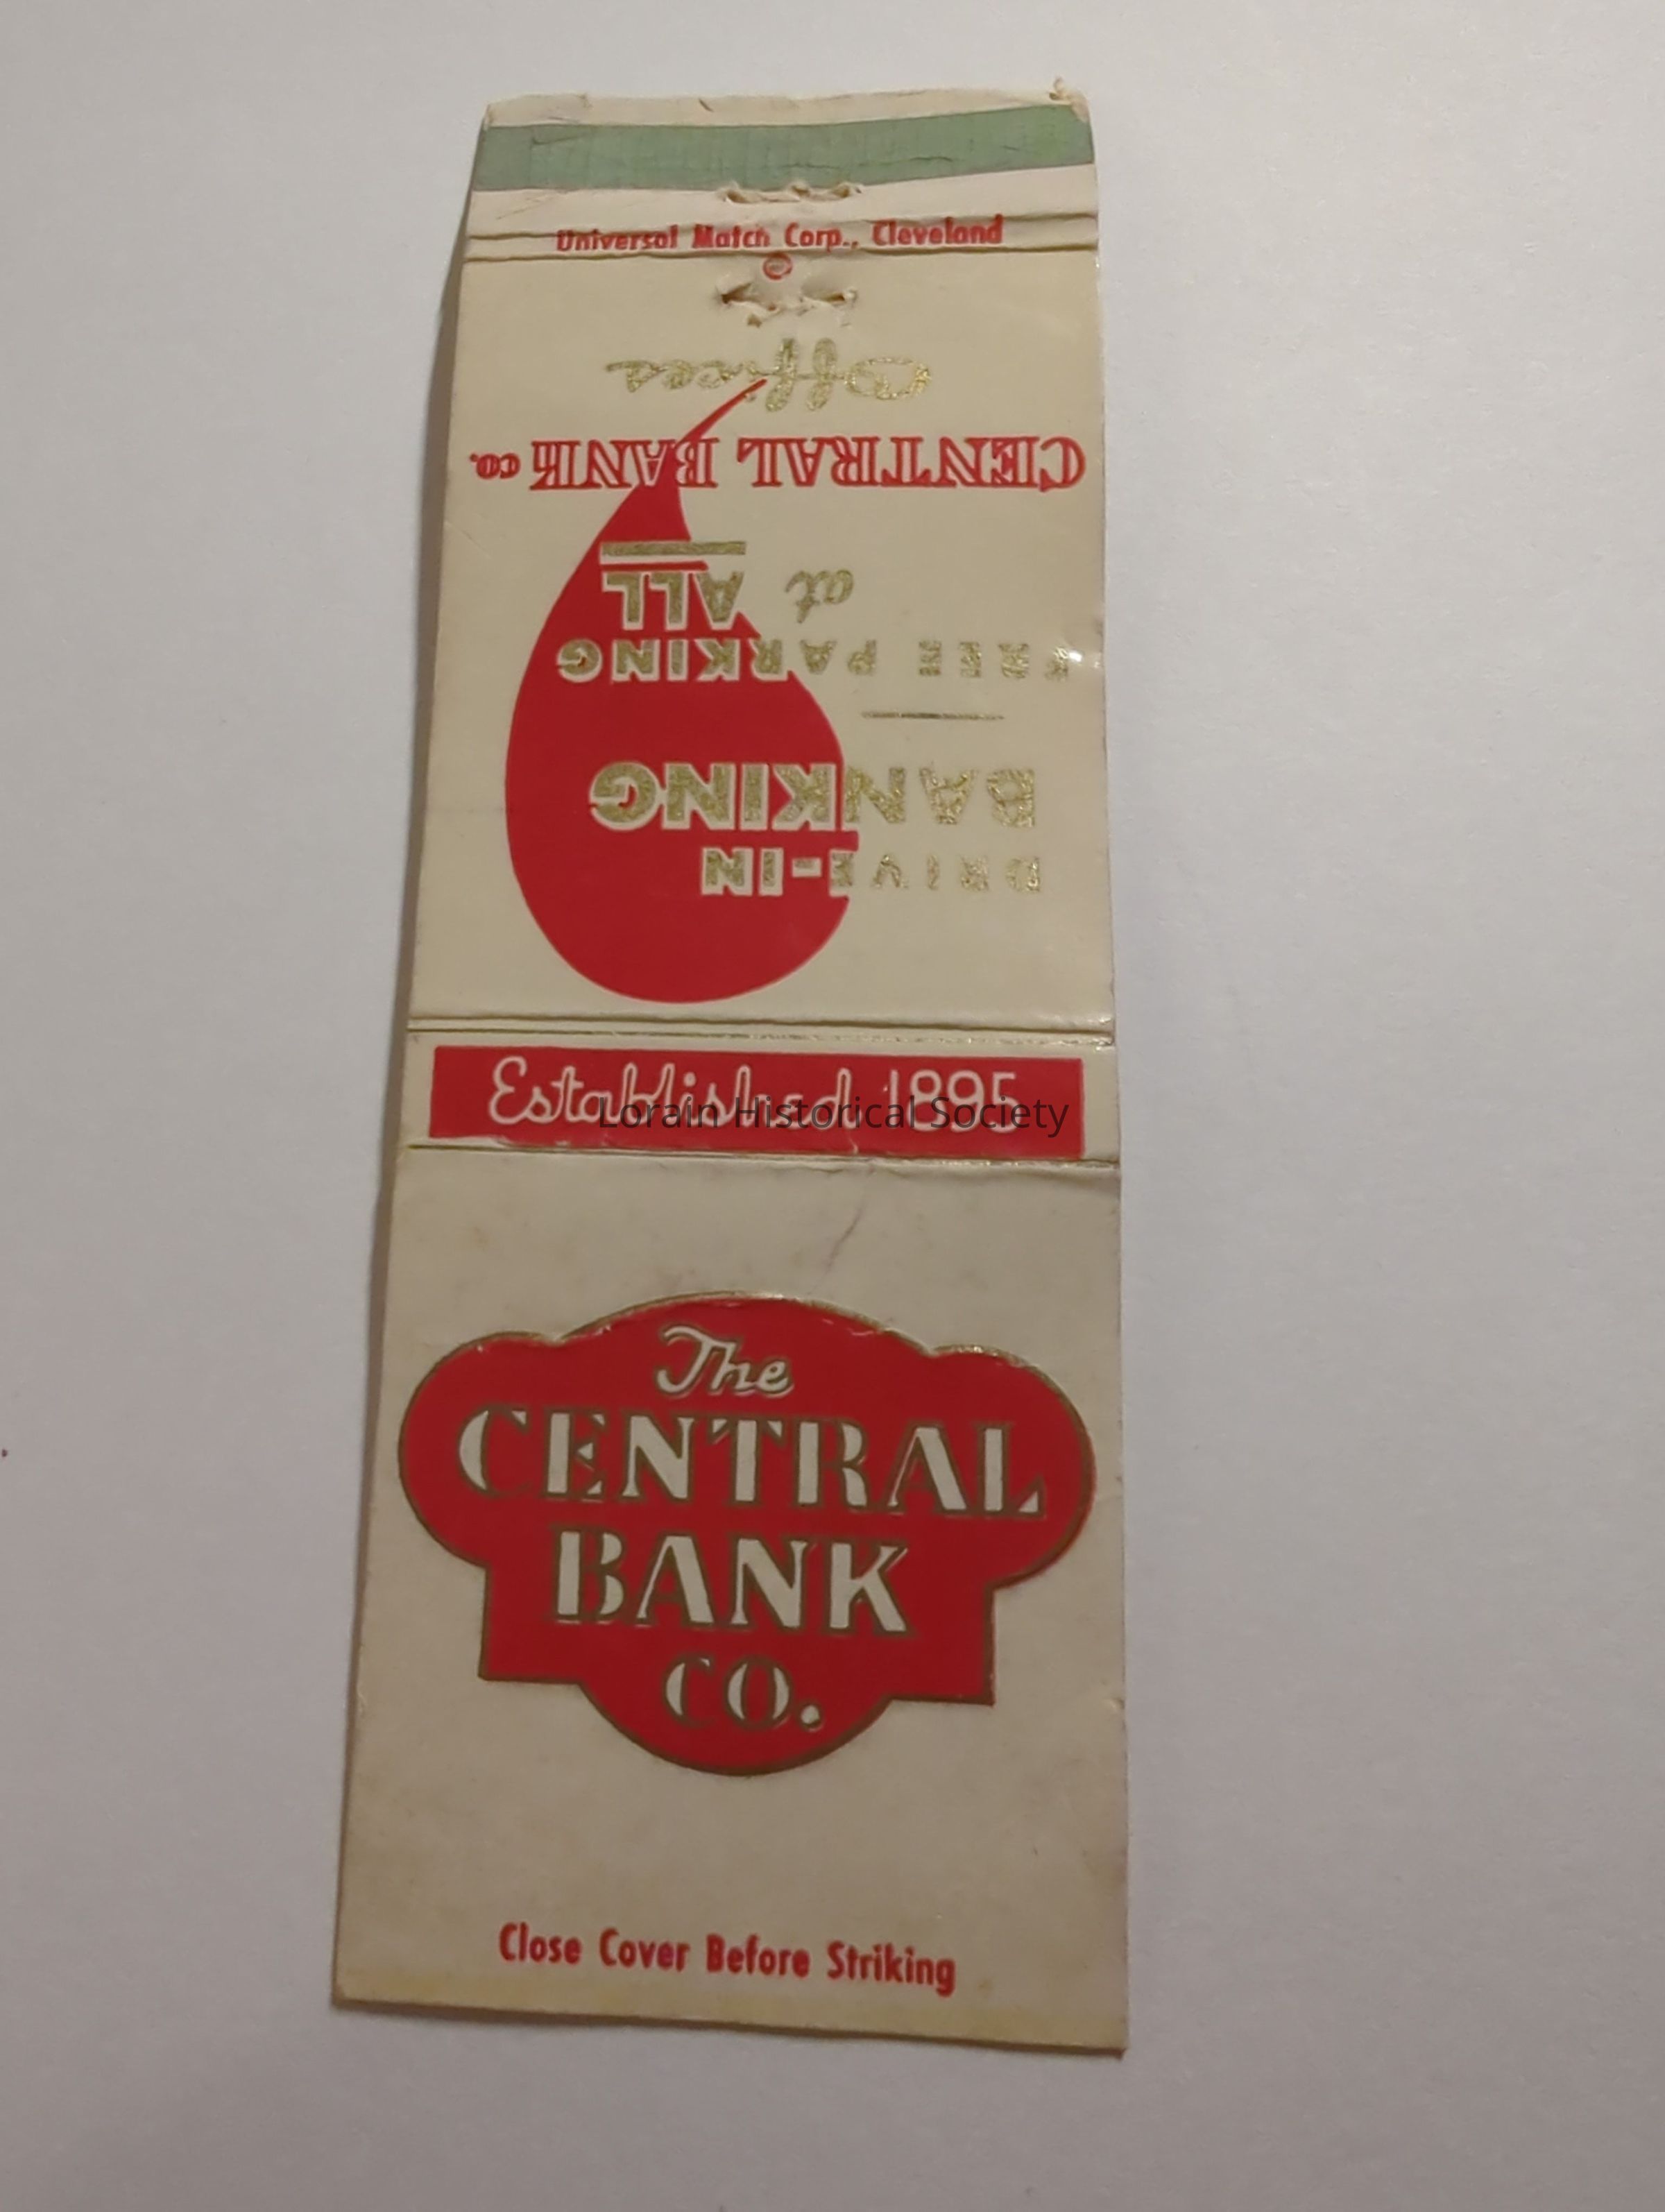 Universal Match Corp., Cleveland
DRIVE-IN
BANKING
FREE PARKING
at ALL
CENTRAL BANK CO.
Offices
Established 1895
Lorain Historical Society
The
CENTRAL
BANK
CO.
Close Cover Before Striking